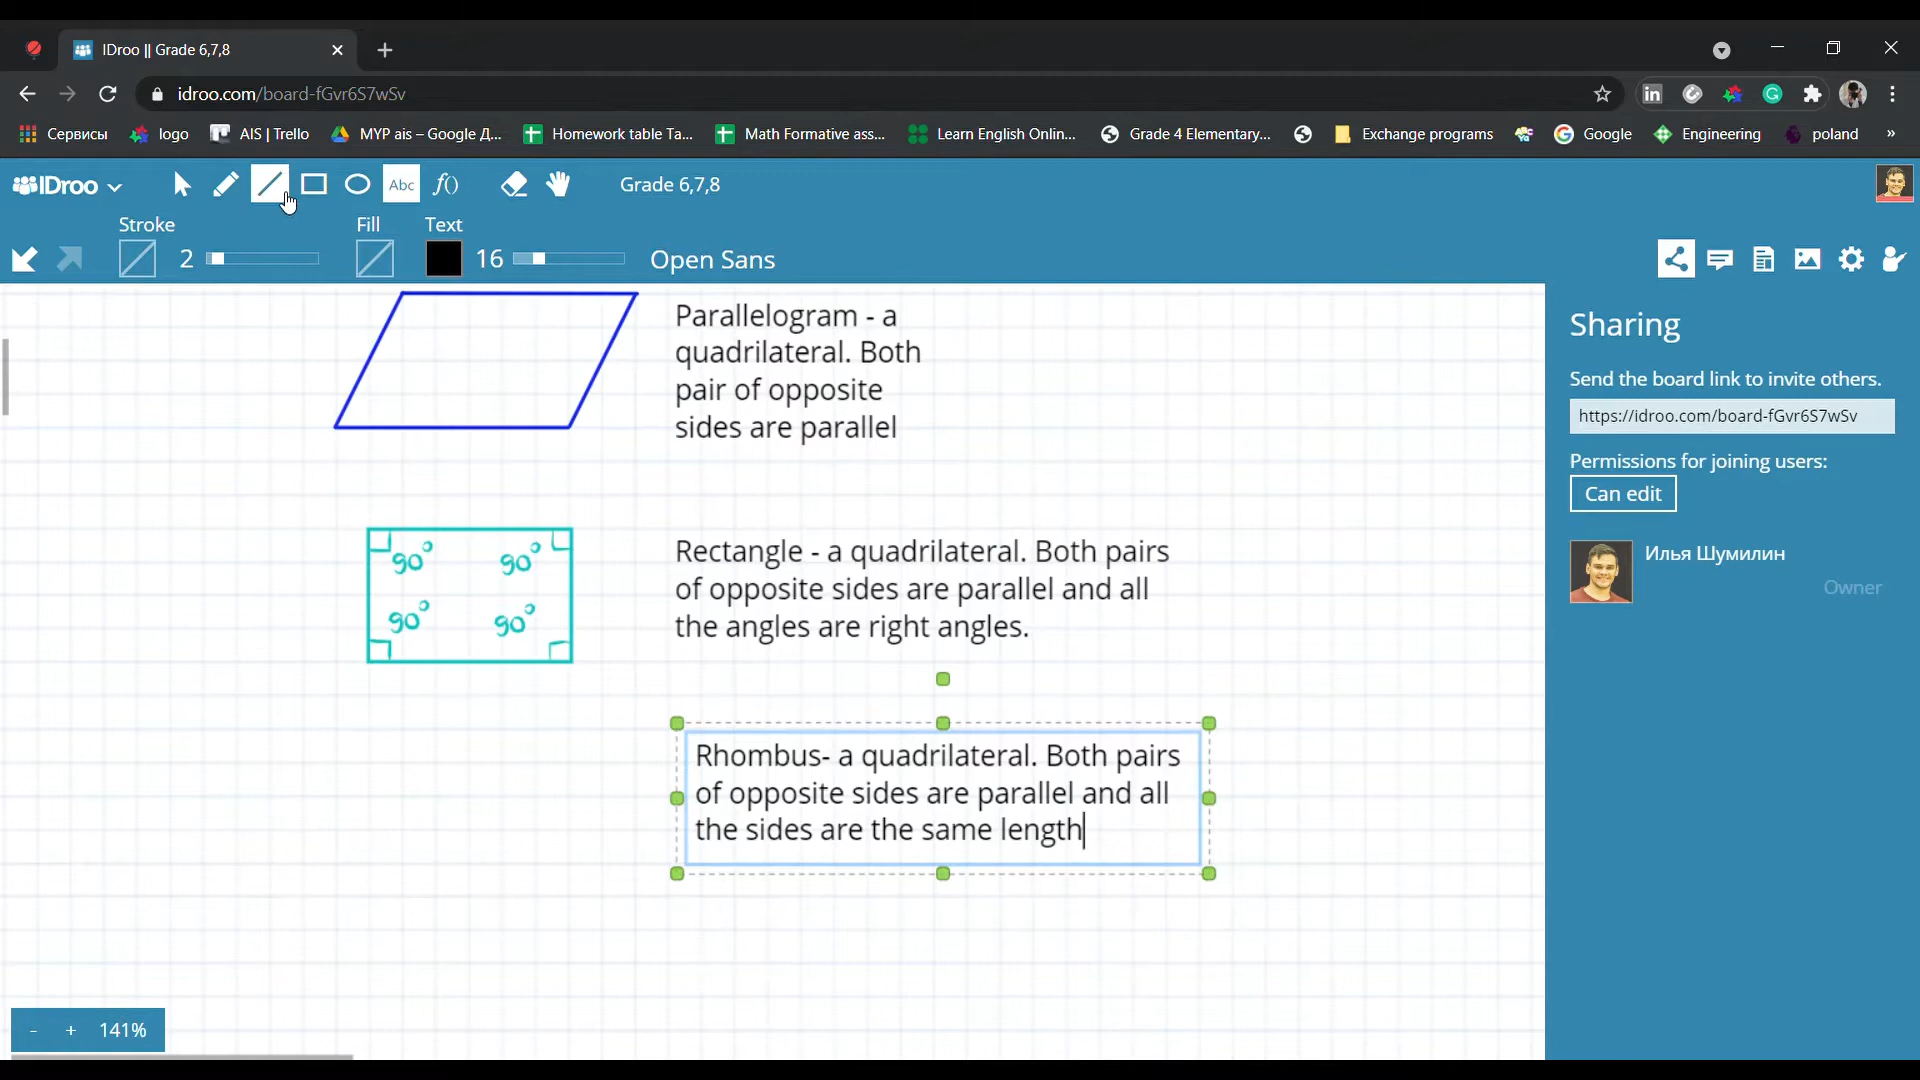 IDroo || Grade 6,7,8
idroo.com/board-fGvr6S7wSv
Сервисы logo AIS | Trello MYP ais – Google Д... Homework table Ta... Math Formative ass... Learn English Onlin... Grade 4 Elementary... Exchange programs Google Engineering poland »
IDroo Abc f() Grade 6,7,8
Stroke Fill Text
2 16 Open Sans
Parallelogram - a
quadrilateral. Both
pair of opposite
sides are parallel
90° 90°
90° 90°
Rectangle - a quadrilateral. Both pairs
of opposite sides are parallel and all
the angles are right angles.
Rhombus- a quadrilateral. Both pairs
of opposite sides are parallel and all
the sides are the same length
Sharing
Send the board link to invite others.
https://idroo.com/board-fGvr6S7wSv
Permissions for joining users:
Can edit
Илья Шумилин
Owner
- + 141%